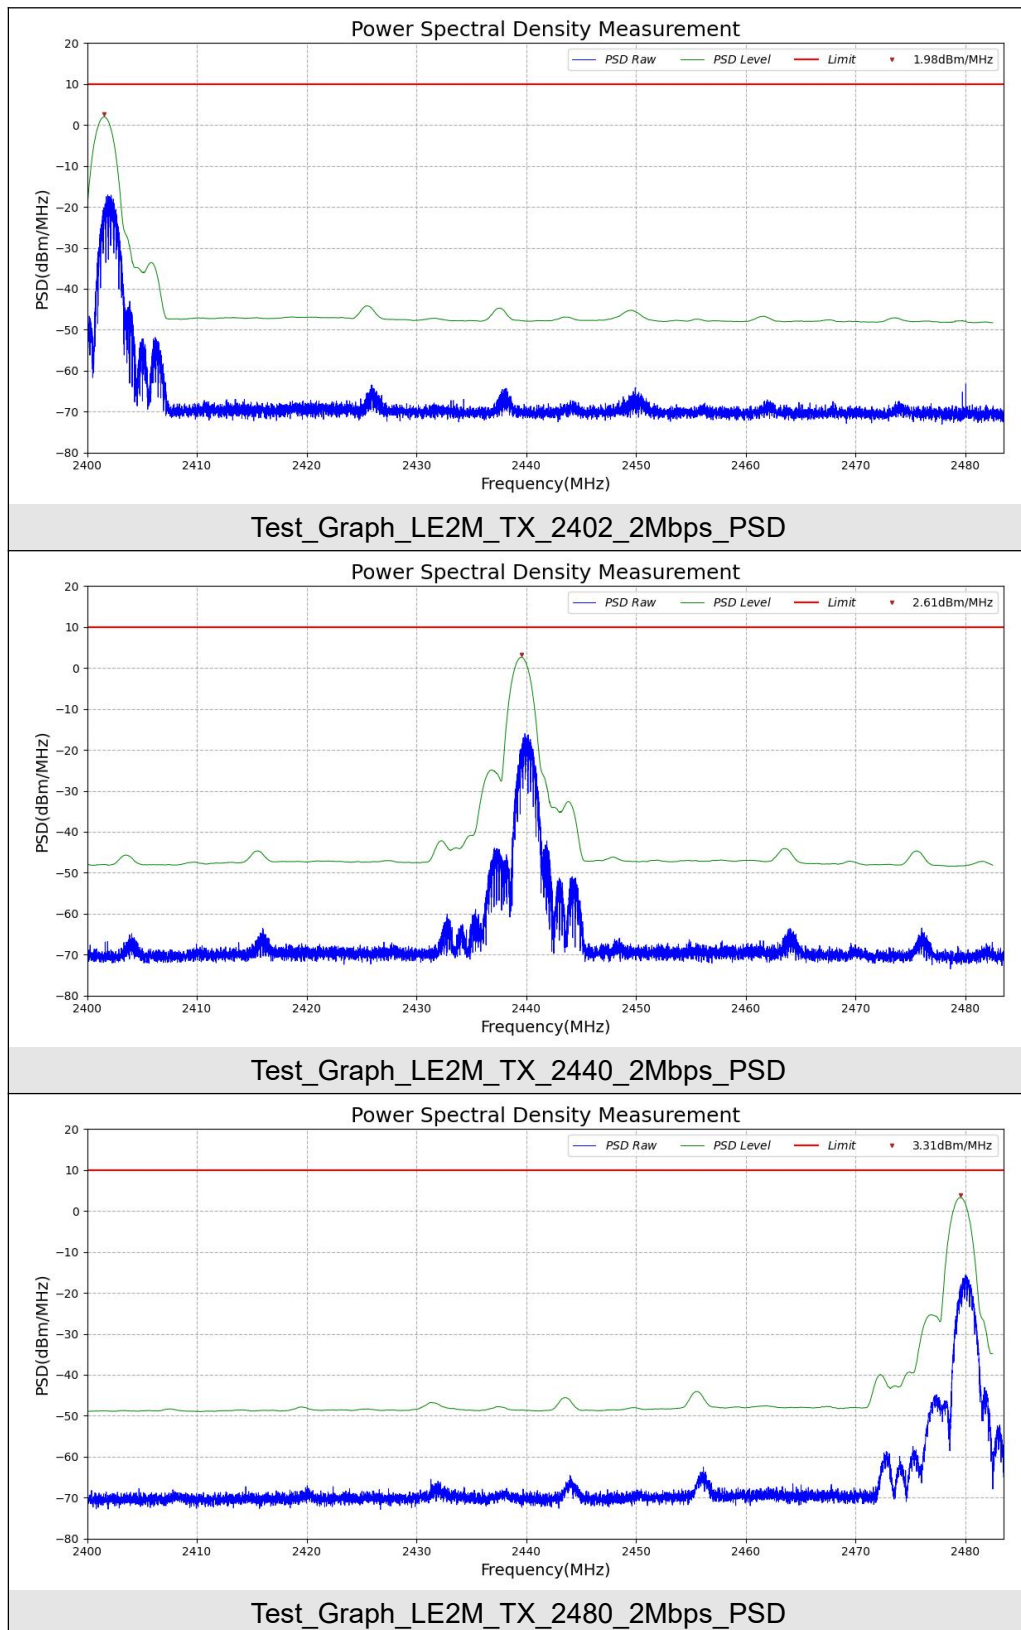 Power Spectral Density Measurement
PSD Raw PSD Level Limit 1.98dBm/MHz
20
10
0
−10
−20
−30
−40
−50
−60
−70
−80
PSD(dBm/MHz)
2400 2410 2420 2430 2440 2450 2460 2470 2480
Frequency(MHz)
Test_Graph_LE2M_TX_2402_2Mbps_PSD
Power Spectral Density Measurement
PSD Raw PSD Level Limit 2.61dBm/MHz
20
10
0
−10
−20
−30
−40
−50
−60
−70
−80
PSD(dBm/MHz)
2400 2410 2420 2430 2440 2450 2460 2470 2480
Frequency(MHz)
Test_Graph_LE2M_TX_2440_2Mbps_PSD
Power Spectral Density Measurement
PSD Raw PSD Level Limit 3.31dBm/MHz
20
10
0
−10
−20
−30
−40
−50
−60
−70
−80
PSD(dBm/MHz)
2400 2410 2420 2430 2440 2450 2460 2470 2480
Frequency(MHz)
Test_Graph_LE2M_TX_2480_2Mbps_PSD